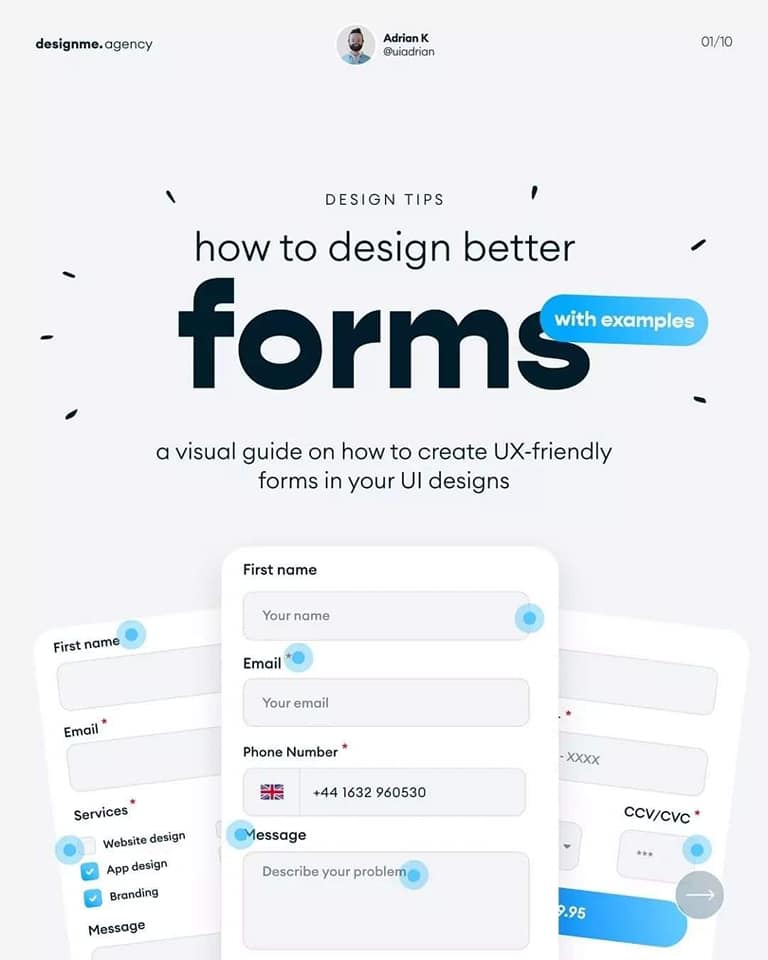 designme.agency
Adrian K
@uiadrian
01/10
DESIGN TIPS
how to design better
forms
with examples
a visual guide on how to create UX-friendly
forms in your UI designs
First name
Email *
Services *
Website design
App design
Branding
Message
First name
Your name
Email *
Your email
Phone Number *
+44 1632 960530
Message
Describe your problem
*
- XXXX
CCV/CVC *
***
9.95